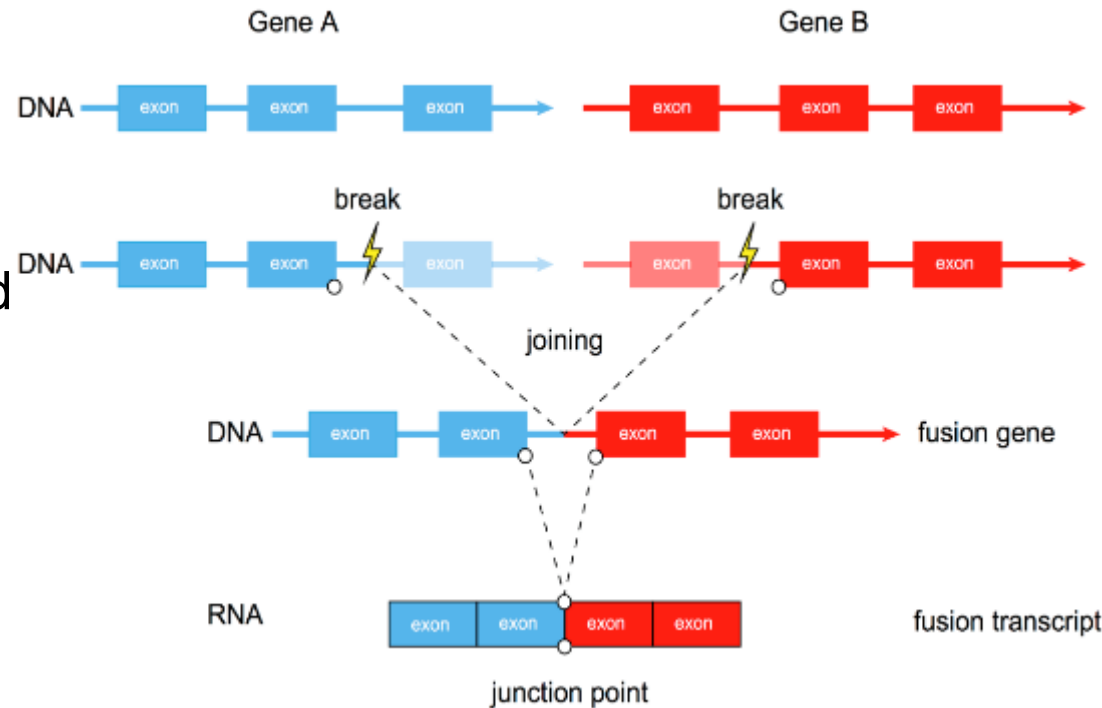 Gene A Gene B
DNA exon exon exon exon exon exon
break break
DNA exon exon exon exon exon exon
d
joining
DNA exon exon exon exon fusion gene
RNA exon exon exon exon fusion transcript
junction point